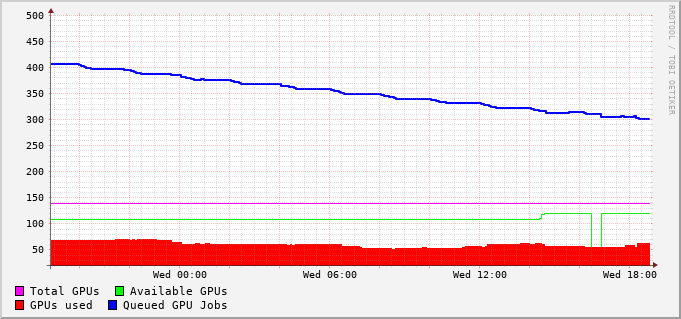 500
450
400
350
300
250
200
150
100
50
Wed 00:00 Wed 06:00 Wed 12:00 Wed 18:00
Total GPUs Available GPUs
GPUs used Queued GPU Jobs
RRDTOOL / TOBI OETIKER